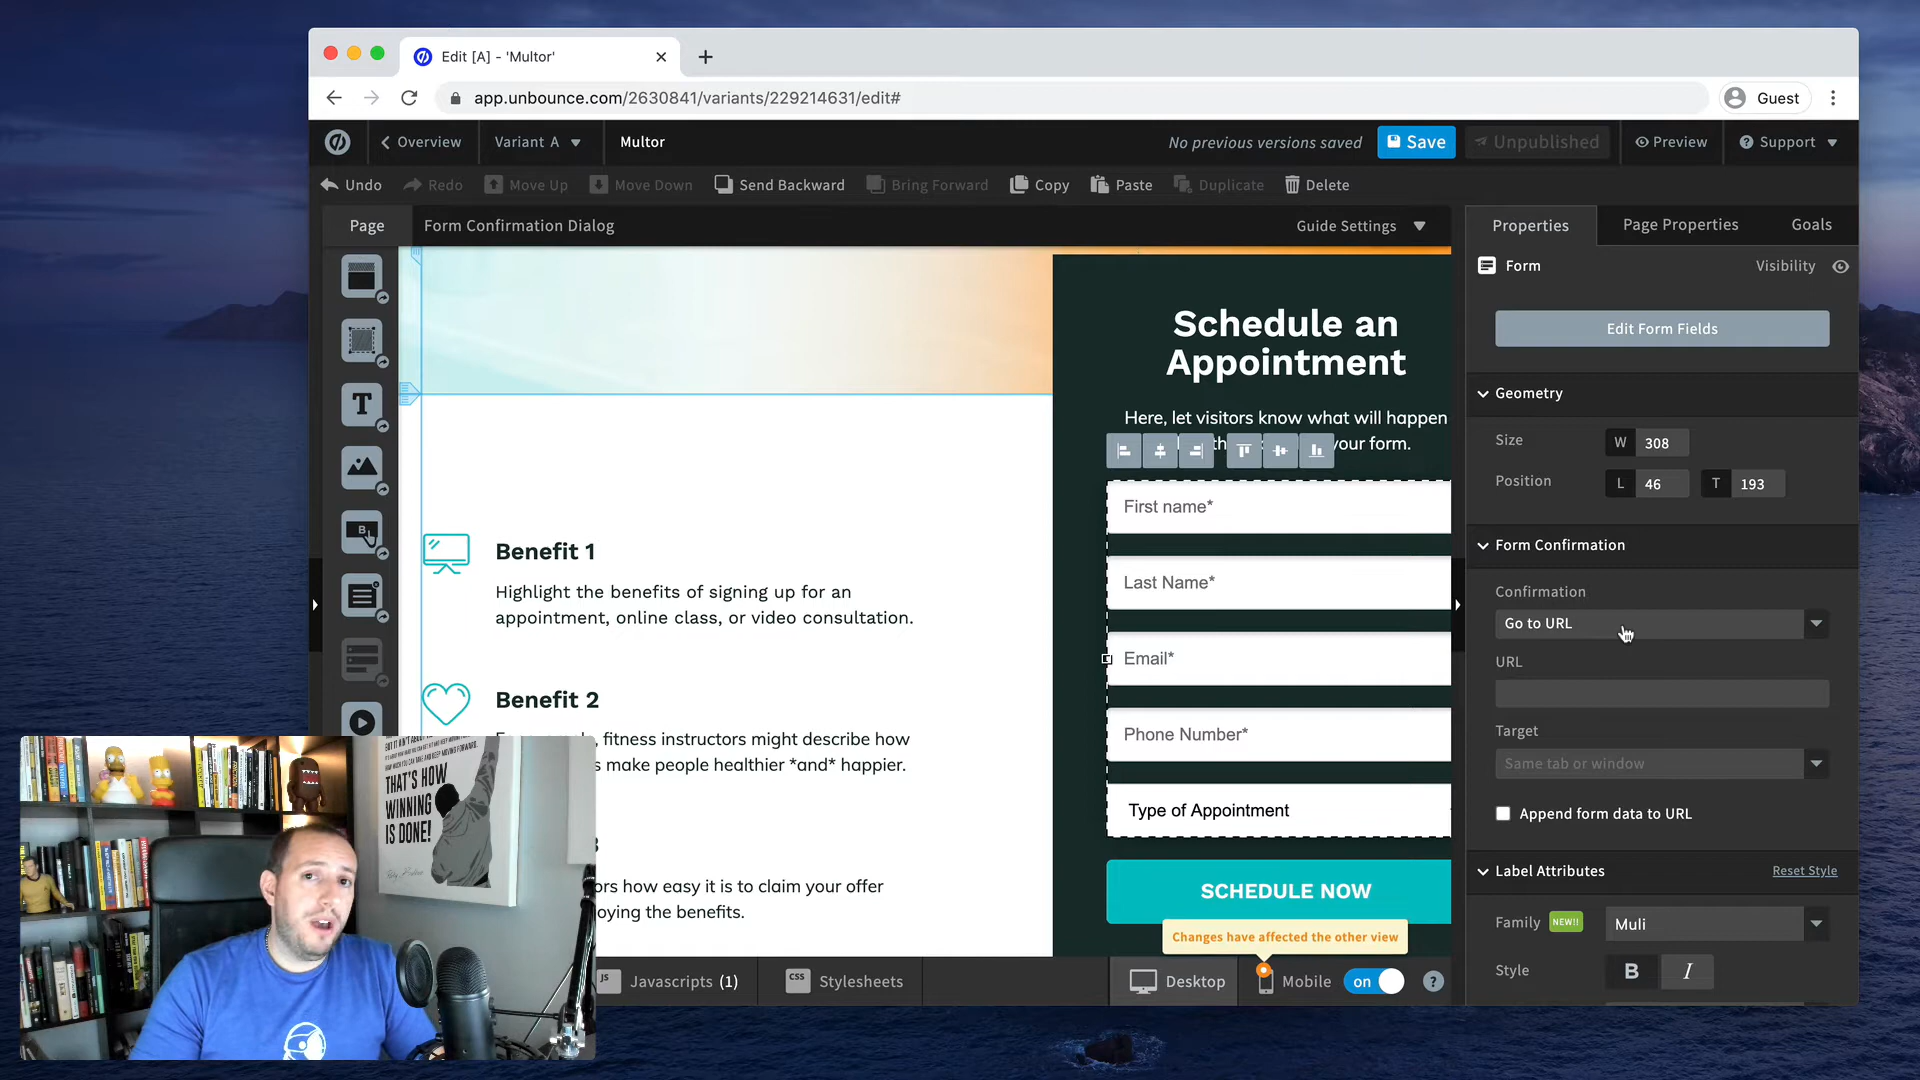 Edit [A] - 'Multor'
app.unbounce.com/2630841/variants/229214631/edit#
Guest
Overview
Variant A
Multor
No previous versions saved
Save
Unpublished
Preview
Support
Undo
Redo
Move Up
Move Down
Send Backward
Bring Forward
Copy
Paste
Duplicate
Delete
Page
Form Confirmation Dialog
Guide Settings
Properties
Page Properties
Goals
Form
Visibility
Edit Form Fields
Geometry
Size
W 308
Position
L 46
T 193
Form Confirmation
Confirmation
Go to URL
URL
Target
Same tab or window
Append form data to URL
Label Attributes
Reset Style
Family NEW!!
Muli
Style
B
I
T
B
Schedule an
Appointment
Here, let visitors know what will happen
your form.
First name*
Last Name*
Email*
Phone Number*
Type of Appointment
SCHEDULE NOW
Changes have affected the other view
Benefit 1
Highlight the benefits of signing up for an
appointment, online class, or video consultation.
Benefit 2
, fitness instructors might describe how
s make people healthier *and* happier.
ors how easy it is to claim your offer
oying the benefits.
JS Javascripts (1)
CSS Stylesheets
Desktop
Mobile
on
?
THAT'S HOW
WINNING
IS DONE!